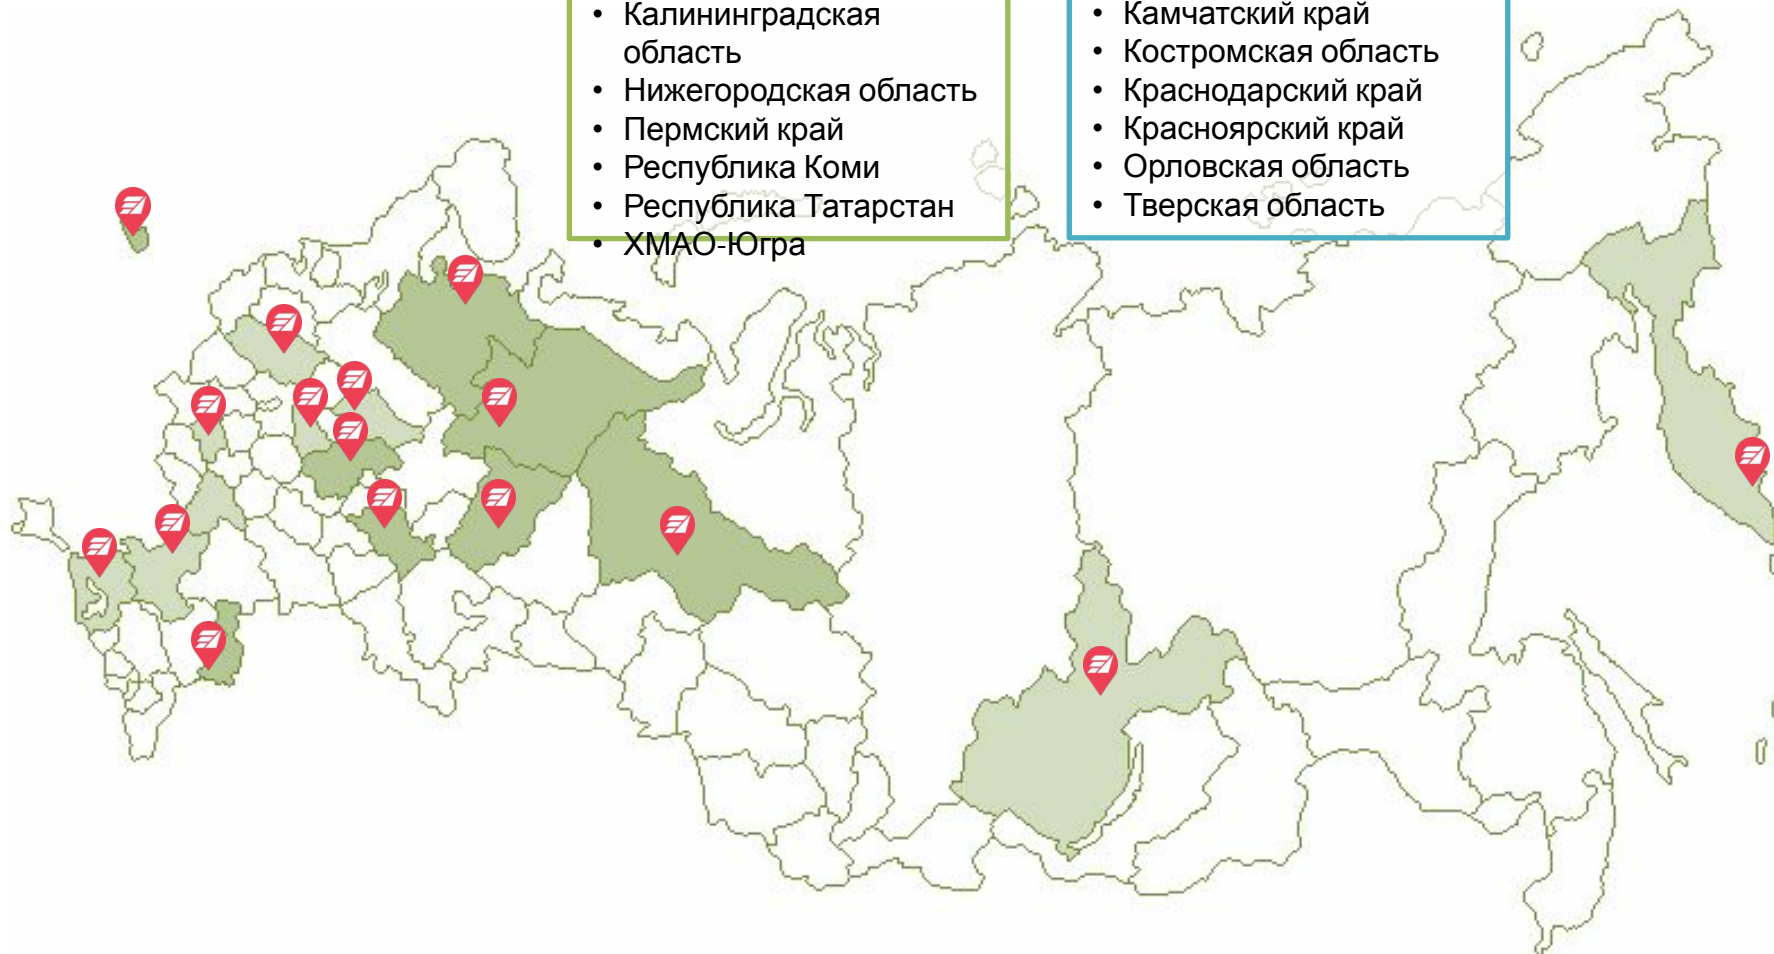 • Калининградская
область
• Нижегородская область
• Пермский край
• Республика Коми
• Республика Татарстан
• ХМАО-Югра
• Камчатский край
• Костромская область
• Краснодарский край
• Красноярский край
• Орловская область
• Тверская область